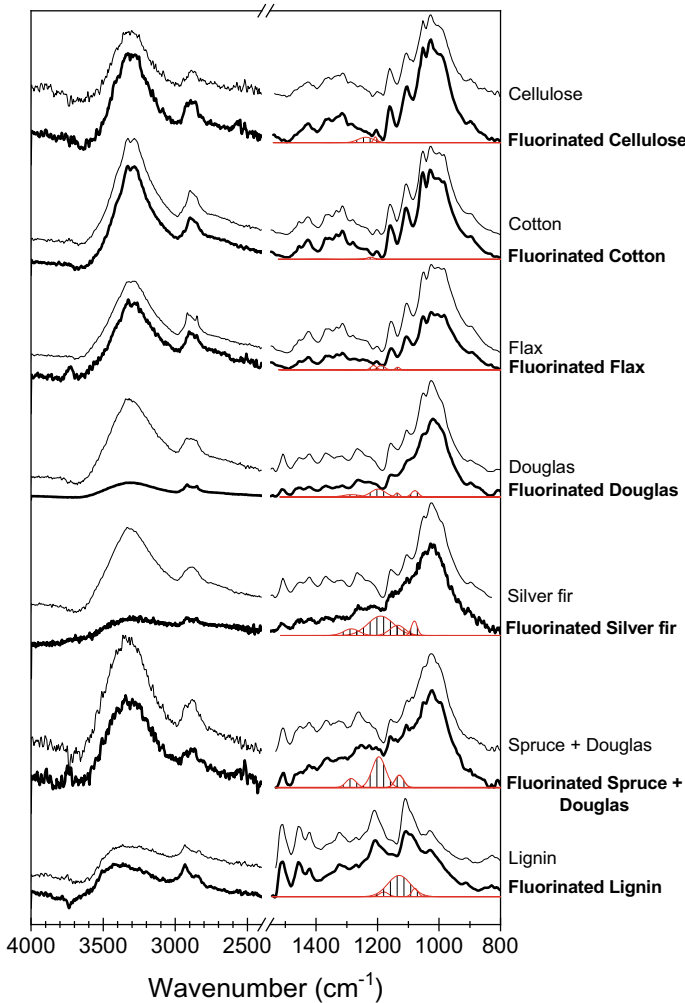 Cellulose
Fluorinated Cellulose
Cotton
Fluorinated Cotton
Flax
Fluorinated Flax
Douglas
Fluorinated Douglas
Silver fir
Fluorinated Silver fir
Spruce + Douglas
Fluorinated Spruce +
Douglas
Lignin
Fluorinated Lignin
4000 3500 3000 2500 1400 1200 1000 800
Wavenumber (cm⁻¹)